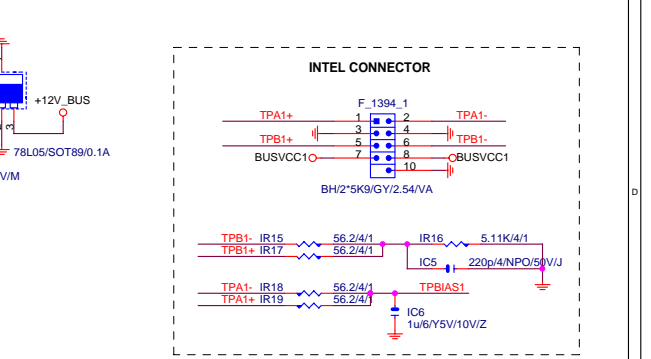 INTEL CONNECTOR
+12V_BUS
F_1394_1
TPA1+ 1 2 TPA1-
3 4
TPB1+ 5 6 TPB1-
BUSVCC1 7 8 BUSVCC1
10
3
78L05/SOT89/0.1A
V/M
BH/2*5K9/GY/2.54/VA
D
TPB1- IR15 56.2/4/1 IR16 5.11K/4/1
TPB1+ IR17 56.2/4/1
IC5 220p/4/NPO/50V/J
TPA1- IR18 56.2/4/1 TPBIAS1
TPA1+ IR19 56.2/4/1
IC6
1u/6/Y5V/10V/Z